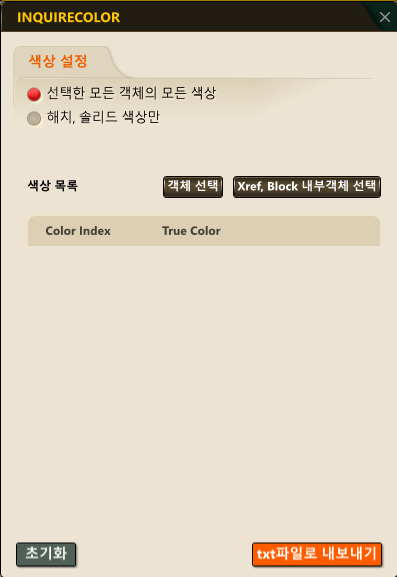 INQUIRECOLOR
색상 설정
선택한 모든 객체의 모든 색상
해치, 솔리드 색상만
색상 목록 객체 선택 Xref, Block 내부객체 선택
Color Index True Color
초기화 txt파일로 내보내기